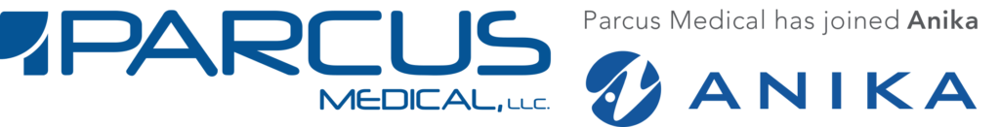 PARCUS
MEDICAL, LLC.
Parcus Medical has joined Anika
ANIKA